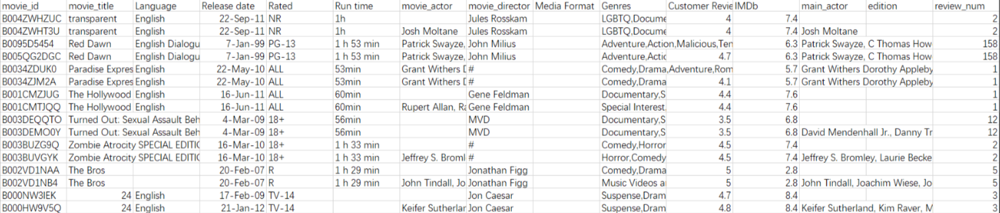 movie_id movie_title Language Release date Rated Run time movie_actor movie_director Media Format Genres Customer Revie IMDb main_actor edition review_num
B004ZWHZUC transparent English 22-Sep-11 NR 1h Jules Rosskam LGBTQ,Docume 4 7.4 2
B004ZWHT3U transparent English 22-Sep-11 NR 1h Josh Moltane Jules Rosskam LGBTQ,Docume 4 7.4 Josh Moltane 2
B0095D5454 Red Dawn English Dialogu 7-Jan-99 PG-13 1 h 53 min Patrick Swayze, John Milius Adventure,Action,Malicious,Ten 6.3 Patrick Swayze, C Thomas How 158
B005QG2DGC Red Dawn English Dialogu 7-Jan-99 PG-13 1 h 53 min Patrick Swayze, John Milius Adventure,Actic 4.7 6.3 Patrick Swayze, C Thomas How 158
B0034ZDUK0 Paradise Expres English 22-May-10 ALL 53min Grant Withers D # Comedy,Drama,Adventure,Rom 5.7 Grant Withers Dorothy Appleby 1
B0034ZJM2A Paradise Expres English 22-May-10 ALL 53min Grant Withers D # Comedy,Drama 4.1 5.7 Grant Withers Dorothy Appleby 1
B001CMZJUG The Hollywood English 16-Jun-11 ALL 60min Gene Feldman Documentary,S 4.4 7.6 1
B001CMTJQQ The Hollywood English 16-Jun-11 ALL 60min Rupert Allan, Ra Gene Feldman Special Interest, 4.4 7.6 1
B003DEQQTO Turned Out: Sexual Assault Beh 4-Mar-09 18+ 56min MVD Documentary,S 3.5 6.8 12
B003DEMO0Y Turned Out: Sexual Assault Beh 4-Mar-09 18+ 56min MVD Documentary,S 3.5 6.8 David Mendenhall Jr., Danny Tr 12
B003BUZG9Q Zombie Atrocity SPECIAL EDITIO 16-Mar-10 18+ 1 h 33 min # Comedy,Horror 4.5 7.4 2
B003BUVGYK Zombie Atrocity SPECIAL EDITIO 16-Mar-10 18+ 1 h 33 min Jeffrey S. Broml # Horror,Comedy 4.5 7.4 Jeffrey S. Bromley, Laurie Becke 2
B002VD1NAA The Bros 20-Feb-07 R 1 h 29 min Jonathan Figg Comedy,Drama 5 2.8 5
B002VD1NB4 The Bros 20-Feb-07 R 1 h 29 min John Tindall, Jo Jonathan Figg Music Videos a 5 2.8 John Tindall, Joachim Wiese, Jo 5
B000NW3IEK 24 English 17-Feb-09 TV-14 Jon Caesar Suspense,Dram 4.7 8.4 3
B000HW9V5Q 24 English 21-Jan-12 TV-14 Keifer Sutherlar Jon Caesar Suspense,Dram 4.8 8.4 Keifer Sutherland, Kim Raver, M 3